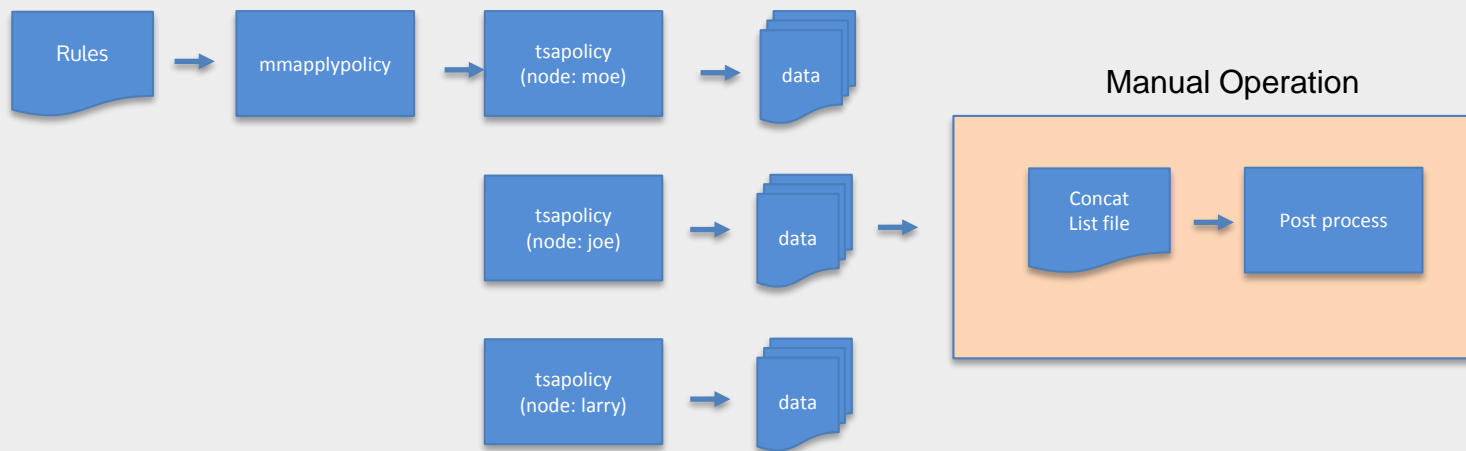 Rules
mmapplypolicy
tsapolicy
(node: moe)
data
Manual Operation
tsapolicy
(node: joe)
data
Concat
List file
Post process
tsapolicy
(node: larry)
data